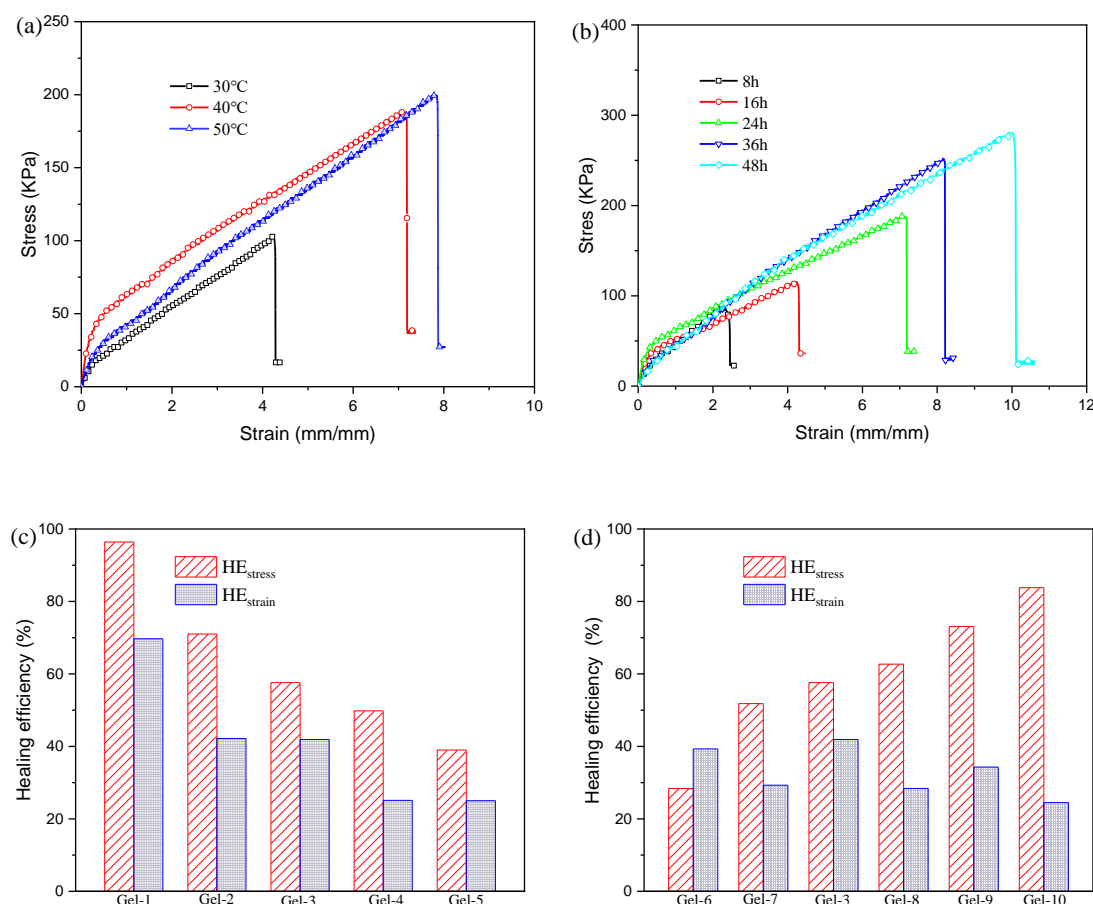 (a)
250
200
150
100
50
0
Stress (KPa)
30℃
40℃
50℃
0 2 4 6 8 10
Strain (mm/mm)
(b)
400
300
200
100
0
Stres (KPa)
8h
16h
24h
36h
48h
0 2 4 6 8 10 12
Strain (mm/mm)
(c)
100
80
60
40
20
0
Healing efficiency (%)
HEstress
HEstrain
Gel-1 Gel-2 Gel-3 Gel-4 Gel-5
(d)
100
80
60
40
20
0
Healing efficiency (%)
HEstress
HEstrain
Gel-6 Gel-7 Gel-3 Gel-8 Gel-9 Gel-10